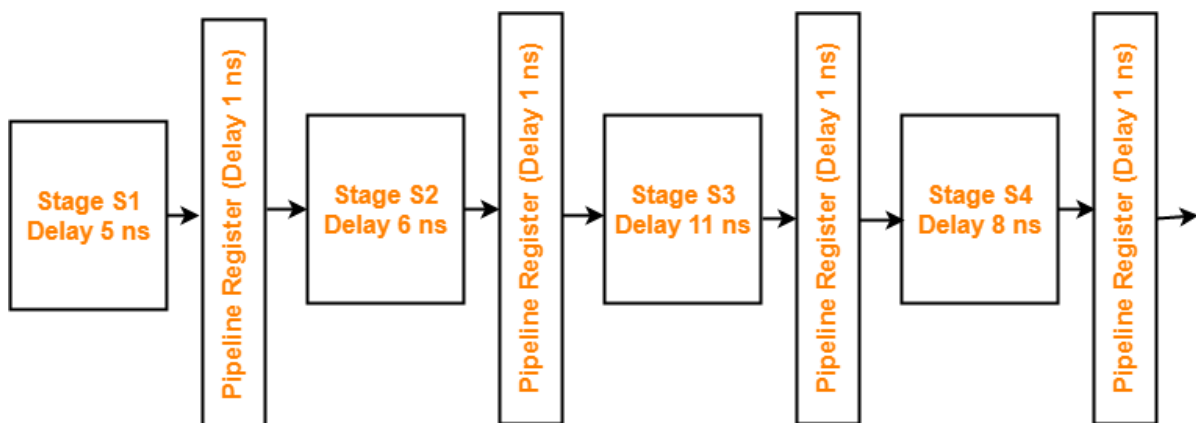 Stage S1
Delay 5 ns
Pipeline Register (Delay 1 ns)
Stage S2
Delay 6 ns
Pipeline Register (Delay 1 ns)
Stage S3
Delay 11 ns
Pipeline Register (Delay 1 ns)
Stage S4
Delay 8 ns
Pipeline Register (Delay 1 ns)